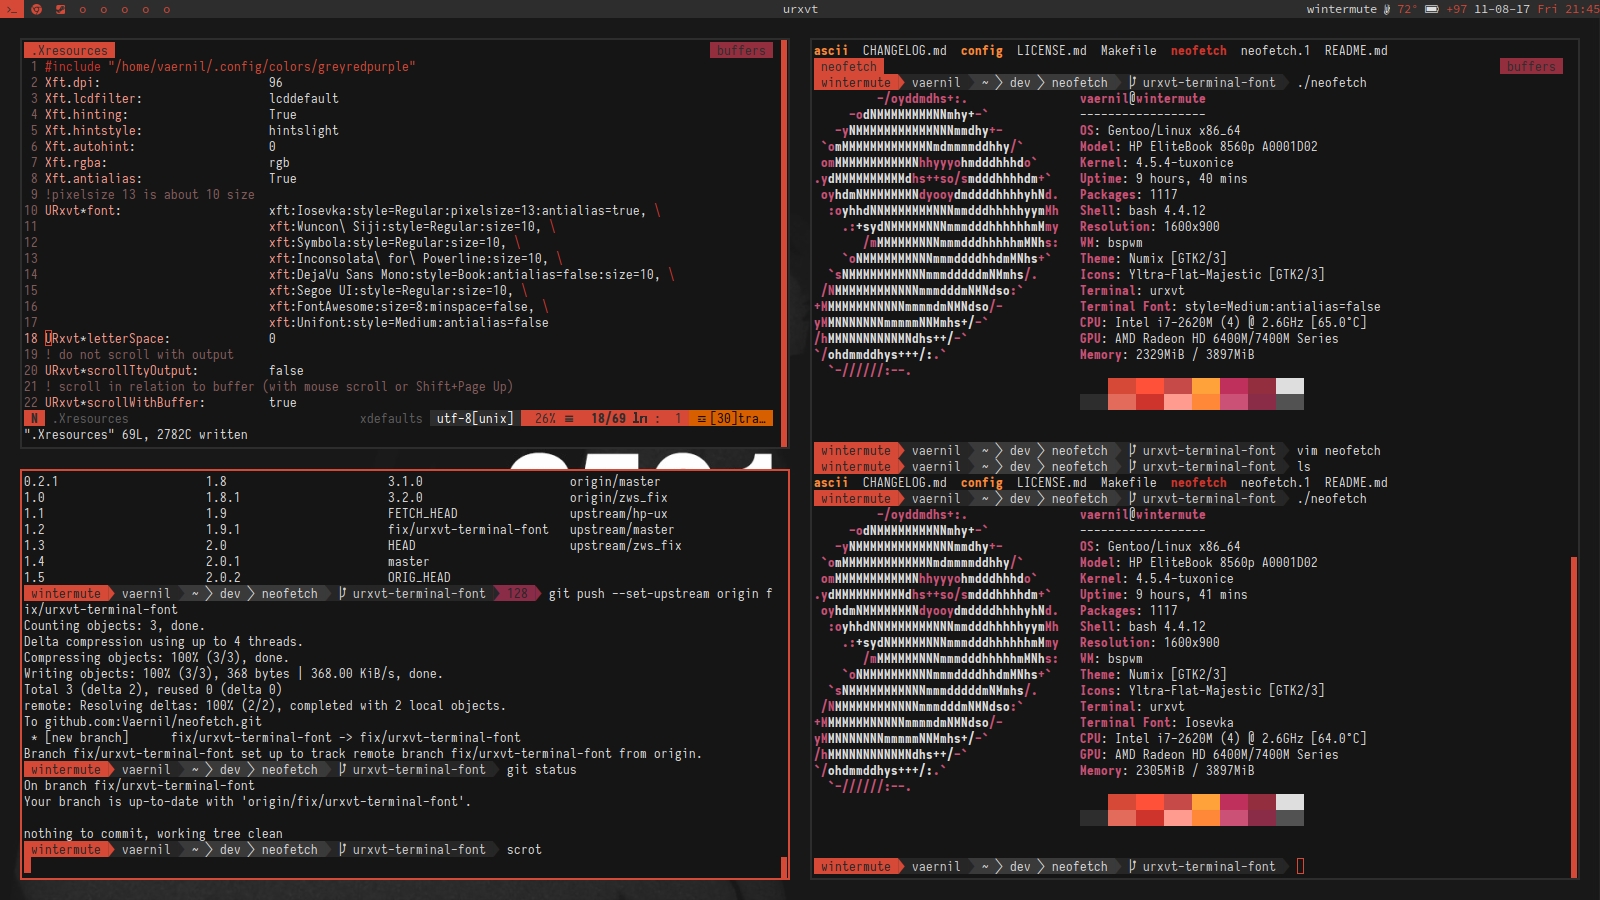 urxvt
wintermute 72° +97 11-08-17 Fri 21:45
.Xresources buffers
1 #include "/home/vaernil/.config/colors/greyredpurple"
2 Xft.dpi: 96
3 Xft.lcdfilter: lcddefault
4 Xft.hinting: True
5 Xft.hintstyle: hintslight
6 Xft.autohint: 0
7 Xft.rgba: rgb
8 Xft.antialias: True
9 !pixelsize 13 is about 10 size
10 URxvt*font: xft:Iosevka:style=Regular:pixelsize=13:antialias=true, \
11 xft:Wuncon\ Siji:style=Regular:size=10, \
12 xft:Symbola:style=Regular:size=10, \
13 xft:Inconsolata\ for\ Powerline:size=10, \
14 xft:DejaVu Sans Mono:style=Book:antialias=false:size=10, \
15 xft:Segoe UI:style=Regular:size=10, \
16 xft:FontAwesome:size=8:minspace=false, \
17 xft:Unifont:style=Medium:antialias=false
18 URxvt*letterSpace: 0
19 ! do not scroll with output
20 URxvt*scrollTtyOutput: false
21 ! scroll in relation to buffer (with mouse scroll or Shift+Page Up)
22 URxvt*scrollWithBuffer: true
N .Xresources xdefaults utf-8[unix] 26% ≡ 18/69 ln : 1 [30]tra…
".Xresources" 69L, 2782C written
0.2.1 1.8 3.1.0 origin/master
1.0 1.8.1 3.2.0 origin/zws_fix
1.1 1.9 FETCH_HEAD upstream/hp-ux
1.2 1.9.1 fix/urxvt-terminal-font upstream/master
1.3 2.0 HEAD upstream/zws_fix
1.4 2.0.1 master
1.5 2.0.2 ORIG_HEAD
wintermute vaernil ~ dev neofetch urxvt-terminal-font 128 git push --set-upstream origin f
ix/urxvt-terminal-font
Counting objects: 3, done.
Delta compression using up to 4 threads.
Compressing objects: 100% (3/3), done.
Writing objects: 100% (3/3), 368 bytes | 368.00 KiB/s, done.
Total 3 (delta 2), reused 0 (delta 0)
remote: Resolving deltas: 100% (2/2), completed with 2 local objects.
To github.com:Vaernil/neofetch.git
* [new branch] fix/urxvt-terminal-font -> fix/urxvt-terminal-font
Branch fix/urxvt-terminal-font set up to track remote branch fix/urxvt-terminal-font from origin.
wintermute vaernil ~ dev neofetch urxvt-terminal-font git status
On branch fix/urxvt-terminal-font
Your branch is up-to-date with 'origin/fix/urxvt-terminal-font'.
nothing to commit, working tree clean
wintermute vaernil ~ dev neofetch urxvt-terminal-font scrot
ascii CHANGELOG.md config LICENSE.md Makefile neofetch neofetch.1 README.md
neofetch buffers
wintermute vaernil ~ dev neofetch urxvt-terminal-font ./neofetch
vaernil@wintermute
------------------
OS: Gentoo/Linux x86_64
Model: HP EliteBook 8560p A0001D02
Kernel: 4.5.4-tuxonice
Uptime: 9 hours, 40 mins
Packages: 1117
Shell: bash 4.4.12
Resolution: 1600x900
WM: bspwm
Theme: Numix [GTK2/3]
Icons: Yltra-Flat-Majestic [GTK2/3]
Terminal: urxvt
Terminal Font: style=Medium:antialias=false
CPU: Intel i7-2620M (4) @ 2.6GHz [65.0°C]
GPU: AMD Radeon HD 6400M/7400M Series
Memory: 2329MiB / 3897MiB
wintermute vaernil ~ dev neofetch urxvt-terminal-font vim neofetch
wintermute vaernil ~ dev neofetch urxvt-terminal-font ls
ascii CHANGELOG.md config LICENSE.md Makefile neofetch neofetch.1 README.md
wintermute vaernil ~ dev neofetch urxvt-terminal-font ./neofetch
vaernil@wintermute
------------------
OS: Gentoo/Linux x86_64
Model: HP EliteBook 8560p A0001D02
Kernel: 4.5.4-tuxonice
Uptime: 9 hours, 41 mins
Packages: 1117
Shell: bash 4.4.12
Resolution: 1600x900
WM: bspwm
Theme: Numix [GTK2/3]
Icons: Yltra-Flat-Majestic [GTK2/3]
Terminal: urxvt
Terminal Font: Iosevka
CPU: Intel i7-2620M (4) @ 2.6GHz [64.0°C]
GPU: AMD Radeon HD 6400M/7400M Series
Memory: 2305MiB / 3897MiB
wintermute vaernil ~ dev neofetch urxvt-terminal-font